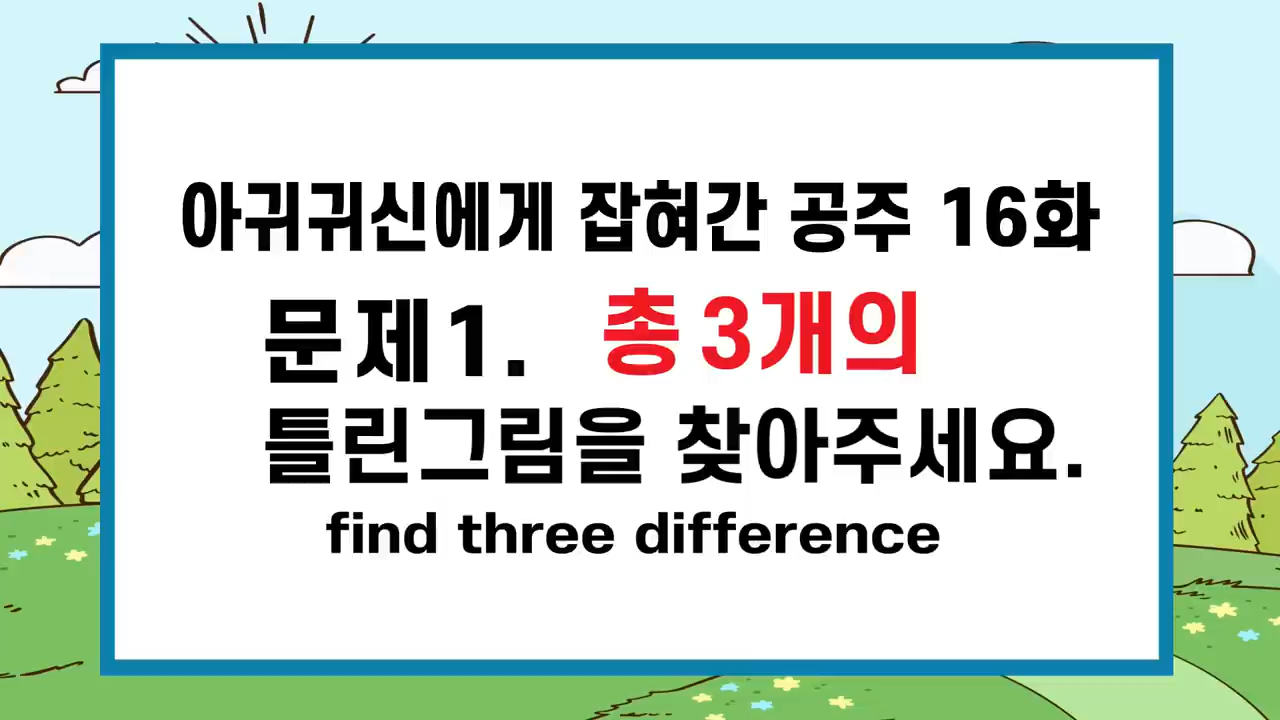 아귀귀신에게 잡혀간 공주 16화
문제1. 총 3개의
틀린그림을 찾아주세요.
find three difference